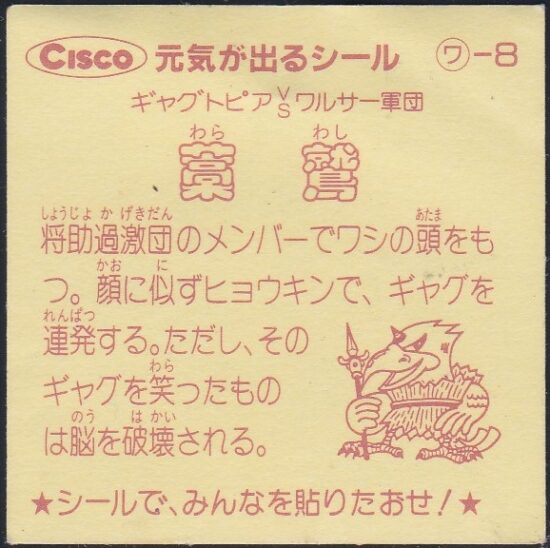 CISCO 元気が出るシール ㋻-8
ギャグトピアVSワルサー軍団
わら わし
藁鷲
しょうじょ かげきだん あたま
将助過激団のメンバーでワシの頭をも
かお に
つ。顔に似ずヒョウキンで、ギャグを
れんぱつ
連発する。ただし、その
わら
ギャグを笑ったもの
のう はかい
は脳を破壊される。
★シールで、みんなを貼りたおせ!★